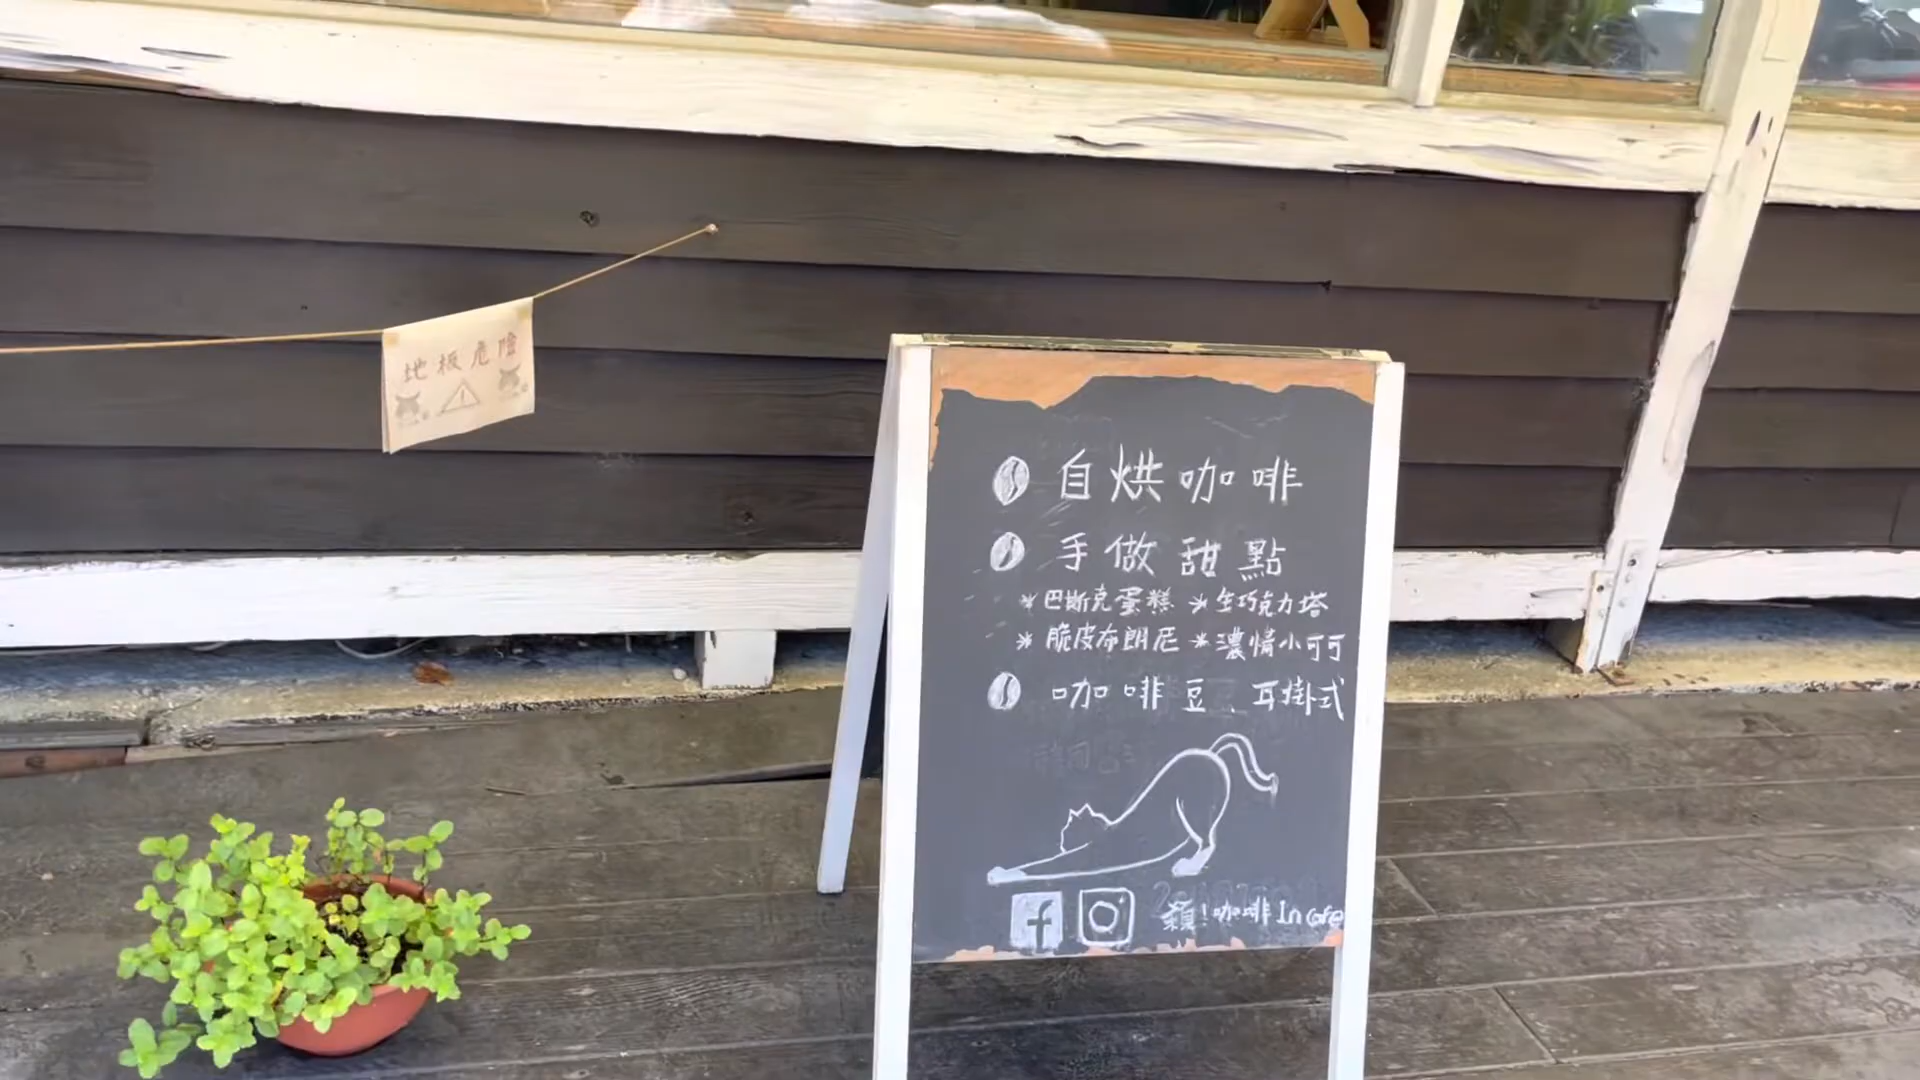 地板危險
自烘咖啡
手做甜點
*巴斯克蛋糕 *生巧克力塔
*脆皮布朗尼 *濃情小可可
咖啡豆、耳掛式
f
! 咖啡 In Cafe